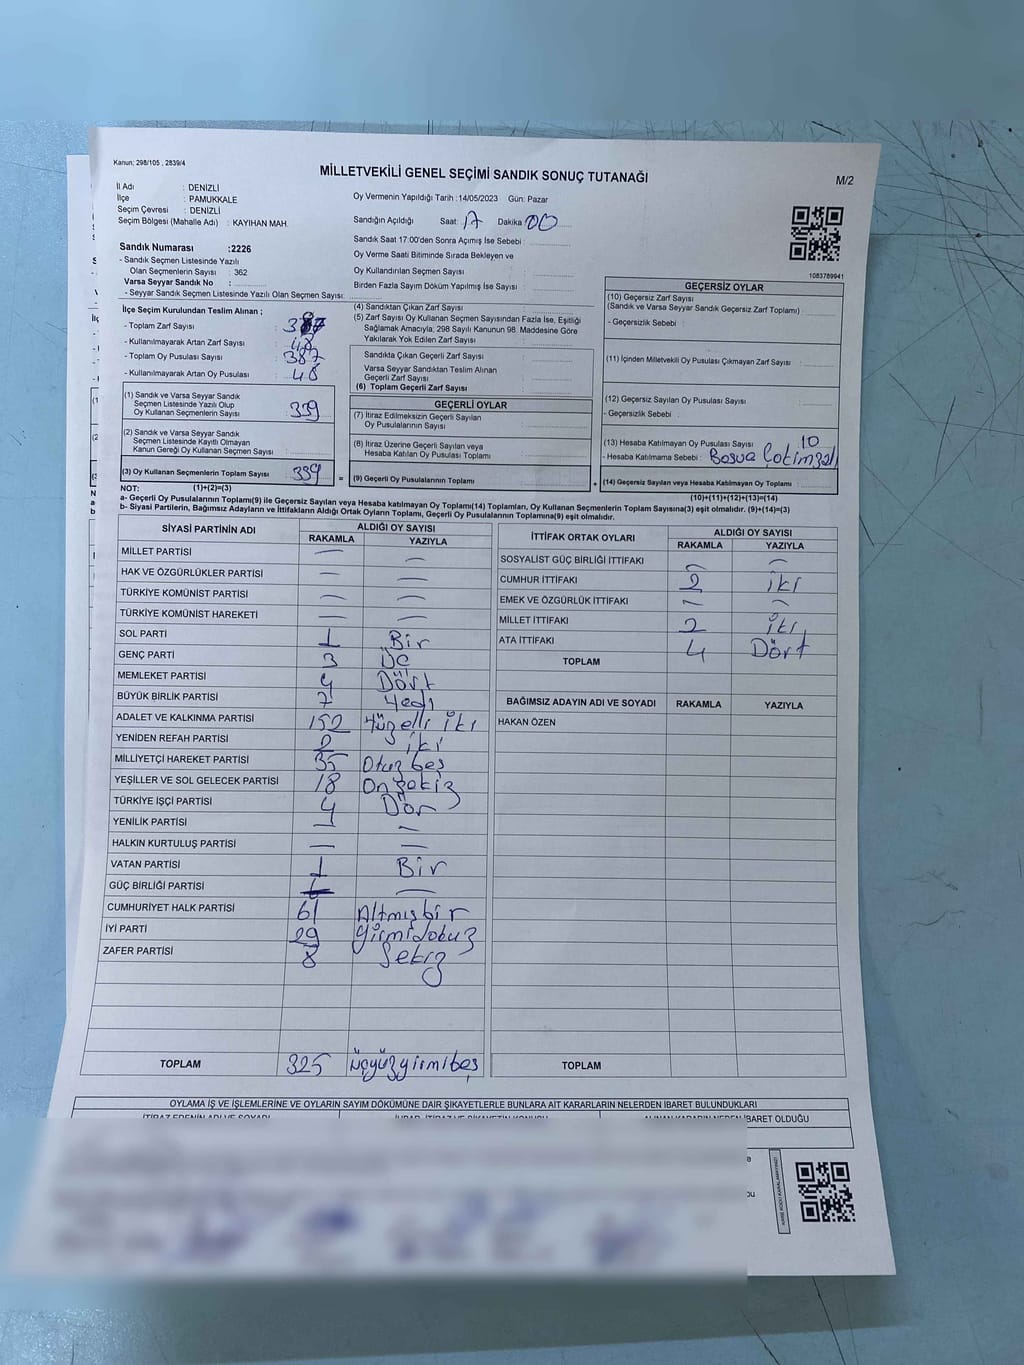 Kanun: 298/105 , 2839/4
MİLLETVEKİLİ GENEL SEÇİMİ SANDIK SONUÇ TUTANAĞI
M/2
İl Adı : DENİZLİ
İlçe : PAMUKKALE
Seçim Çevresi : DENİZLİ
Seçim Bölgesi (Mahalle Adı) : KAYIHAN MAH.
Sandık Numarası :2226
- Sandık Seçmen Listesinde Yazılı
Olan Seçmenlerin Sayısı : 362
Varsa Seyyar Sandık No :
- Seyyar Sandık Seçmen Listesinde Yazılı Olan Seçmen Sayısı:
Oy Vermenin Yapıldığı Tarih :14/05/2023 Gün: Pazar
Sandığın Açıldığı Saat: 17 Dakika 00
Sandık Saat 17:00'den Sonra Açımış İse Sebebi :
Oy Verme Saati Bitiminde Sırada Bekleyen ve
Oy Kullandırılan Seçmen Sayısı :
Birden Fazla Sayım Döküm Yapılmış İse Sayısı :
1083789941
İlçe Seçim Kurulundan Teslim Alınan ;
- Toplam Zarf Sayısı : 387
- Kullanılmayarak Artan Zarf Sayısı : 48
- Toplam Oy Pusulası Sayısı : 387
- Kullanılmayarak Artan Oy Pusulası : 48
(1) Sandık ve Varsa Seyyar Sandık
Seçmen Listesinde Yazılı Olup
Oy Kullanan Seçmenlerin Sayısı : 339
(2) Sandık ve Varsa Seyyar Sandık
Seçmen Listesinde Kayıtlı Olmayan
Kanun Gereği Oy Kullanan Seçmen Sayısı :
(3) Oy Kullanan Seçmenlerin Toplam Sayısı : 339
(4) Sandıktan Çıkan Zarf Sayısı :
(5) Zarf Sayısı Oy Kullanan Seçmen Sayısından Fazla İse, Eşitliği
Sağlamak Amacıyla; 298 Sayılı Kanunun 98. Maddesine Göre
Yakılarak Yok Edilen Zarf Sayısı :
Sandıkta Çıkan Geçerli Zarf Sayısı :
Varsa Seyyar Sandıktan Teslim Alınan
Geçerli Zarf Sayısı :
(6) Toplam Geçerli Zarf Sayısı :
GEÇERLİ OYLAR
(7) İtiraz Edilmeksizin Geçerli Sayılan
Oy Pusulalarının Sayısı :
(8) İtiraz Üzerine Geçerli Sayılan veya
Hesaba Katılan Oy Pusulası Toplamı :
= (9) Geçerli Oy Pusulalarının Toplamı : +
GEÇERSİZ OYLAR
(10) Geçersiz Zarf Sayısı
(Sandık ve Varsa Seyyar Sandık Geçersiz Zarf Toplamı) :
- Geçersizlik Sebebi :
(11) İçinden Milletvekili Oy Pusulası Çıkmayan Zarf Sayısı :
(12) Geçersiz Sayılan Oy Pusulası Sayısı :
- Geçersizlik Sebebi :
(13) Hesaba Katılmayan Oy Pusulası Sayısı : 10
- Hesaba Katılmama Sebebi :
(14) Geçersiz Sayılan veya Hesaba Katılmayan Oy Toplamı :
NOT: (1)+(2)=(3)
(10)+(11)+(12)+(13)=(14)
a- Geçerli Oy Pusulalarının Toplamı(9) ile Geçersiz Sayılan veya Hesaba katılmayan Oy Toplamı(14) Toplamları, Oy Kullanan Seçmenlerin Toplam Sayısına(3) eşit olmalıdır. (9)+(14)=(3)
b- Siyasi Partilerin, Bağımsız Adayların ve İttifakların Aldığı Ortak Oyların Toplamı, Geçerli Oy Pusulalarının Toplamına(9) eşit olmalıdır.
SİYASİ PARTİNİN ADI ALDIĞI OY SAYISI
RAKAMLA YAZIYLA
MİLLET PARTİSİ — —
HAK VE ÖZGÜRLÜKLER PARTİSİ — —
TÜRKİYE KOMÜNİST PARTİSİ — —
TÜRKİYE KOMÜNİST HAREKETİ — —
SOL PARTİ 1 Bir
GENÇ PARTİ 3 Üç
MEMLEKET PARTİSİ 4 Dört
BÜYÜK BİRLİK PARTİSİ 7 Yedi
ADALET VE KALKINMA PARTİSİ 152 Yüzelli iki
YENİDEN REFAH PARTİSİ 2 iki
MİLLİYETÇİ HAREKET PARTİSİ 35 Otuz beş
YEŞİLLER VE SOL GELECEK PARTİSİ 18 On sekiz
TÜRKİYE İŞÇİ PARTİSİ 4 Dör
YENİLİK PARTİSİ — —
HALKIN KURTULUŞ PARTİSİ — —
VATAN PARTİSİ 1 Bir
GÜÇ BİRLİĞİ PARTİSİ —
CUMHURİYET HALK PARTİSİ 61 Altmışbir
İYİ PARTİ 29 Yirmidokuz
ZAFER PARTİSİ 8 Sekiz
TOPLAM 325 üçyüzyirmibeş
İTTİFAK ORTAK OYLARI ALDIĞI OY SAYISI
RAKAMLA YAZIYLA
SOSYALİST GÜÇ BİRLİĞİ İTTİFAKI — —
CUMHUR İTTİFAKI 2 iki
EMEK VE ÖZGÜRLÜK İTTİFAKI — —
MİLLET İTTİFAKI 2 iki
ATA İTTİFAKI 4 Dört
TOPLAM
BAĞIMSIZ ADAYIN ADI VE SOYADI RAKAMLA YAZIYLA
HAKAN ÖZEN
TOPLAM
OYLAMA İŞ VE İŞLEMLERİNE VE OYLARIN SAYIM DÖKÜMÜNE DAİR ŞİKAYETLERLE BUNLARA AİT KARARLARIN NELERDEN İBARET BULUNDUKLARI
İTİRAZ EDENİN ADI VE SOYADI İHBAR, İTİRAZ VE ŞİKAYETİN KONUSU ALINAN KARARIN NEDEN İBARET OLDUĞU